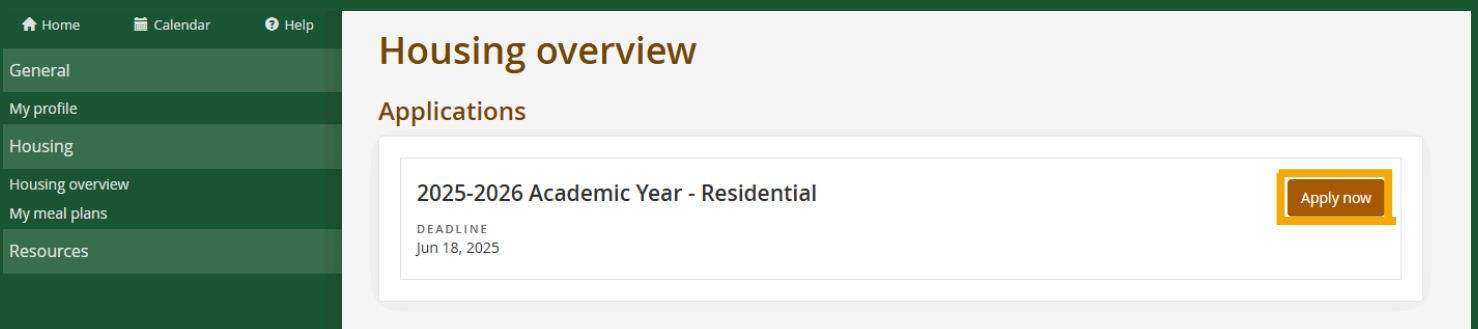 Home Calendar Help
General
My profile
Housing
Housing overview
My meal plans
Resources
Housing overview
Applications
2025-2026 Academic Year - Residential
Apply now
DEADLINE
Jun 18, 2025